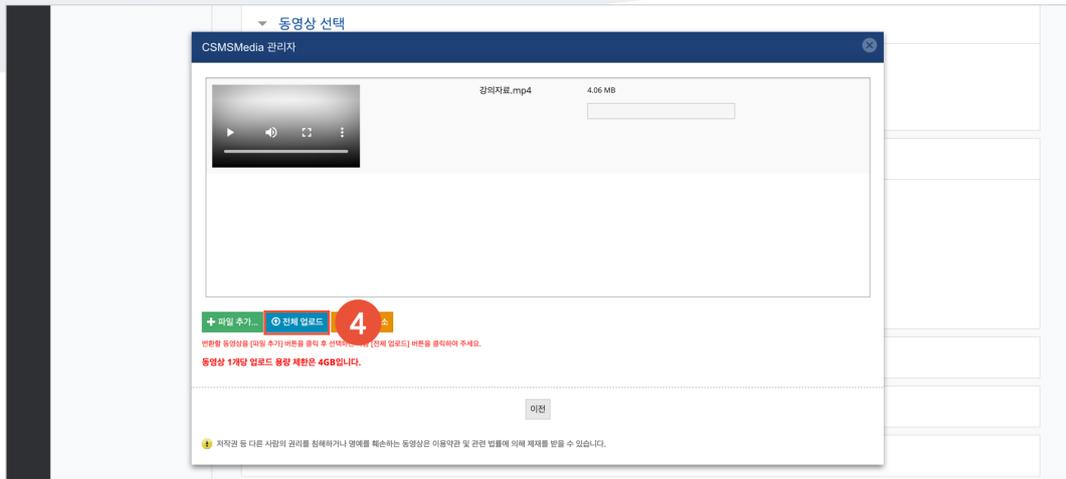 동영상 선택
CSMSMedia 관리자
강의자료.mp4
4.06 MB
파일 추가...
전체 업로드
4
소
변환할 동영상을 [파일 추가] 버튼을 클릭 후 선택하 [전체 업로드] 버튼을 클릭하여 주세요.
동영상 1개당 업로드 용량 제한은 4GB입니다.
이전
저작권 등 다른 사람의 권리를 침해하거나 명예를 훼손하는 동영상은 이용약관 및 관련 법률에 의해 제재를 받을 수 있습니다.